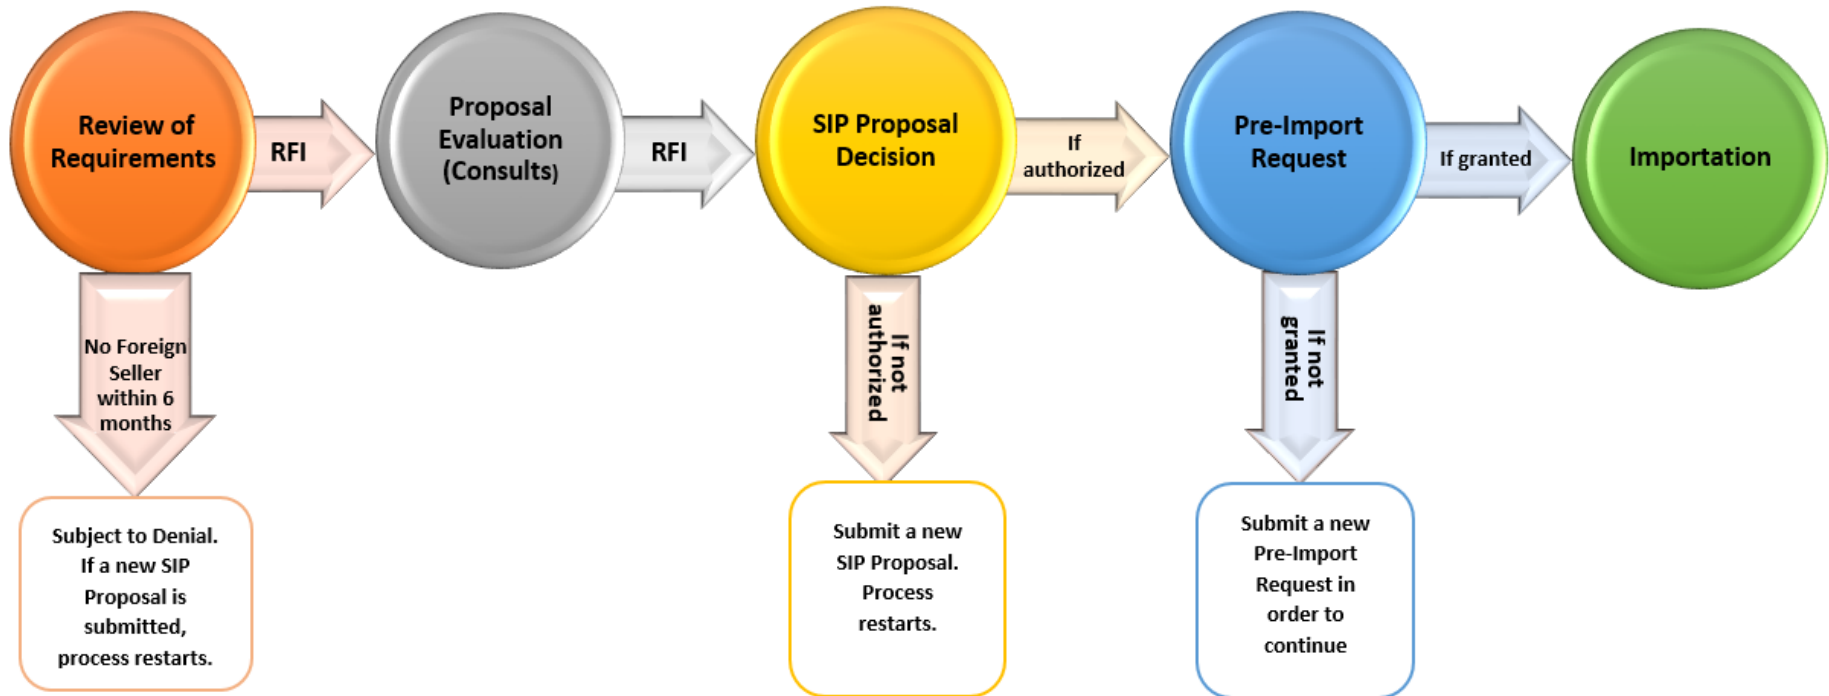 Review of
Requirements
RFI
Proposal
Evaluation
(Consults)
RFI
SIP Proposal
Decision
If
authorized
Pre-Import
Request
If granted
Importation
No Foreign
Seller
within 6
months
If not
authorized
If not
granted
Subject to Denial.
If a new SIP
Proposal is
submitted,
process restarts.
Submit a new
SIP Proposal.
Process
restarts.
Submit a new
Pre-Import
Request in
order to
continue